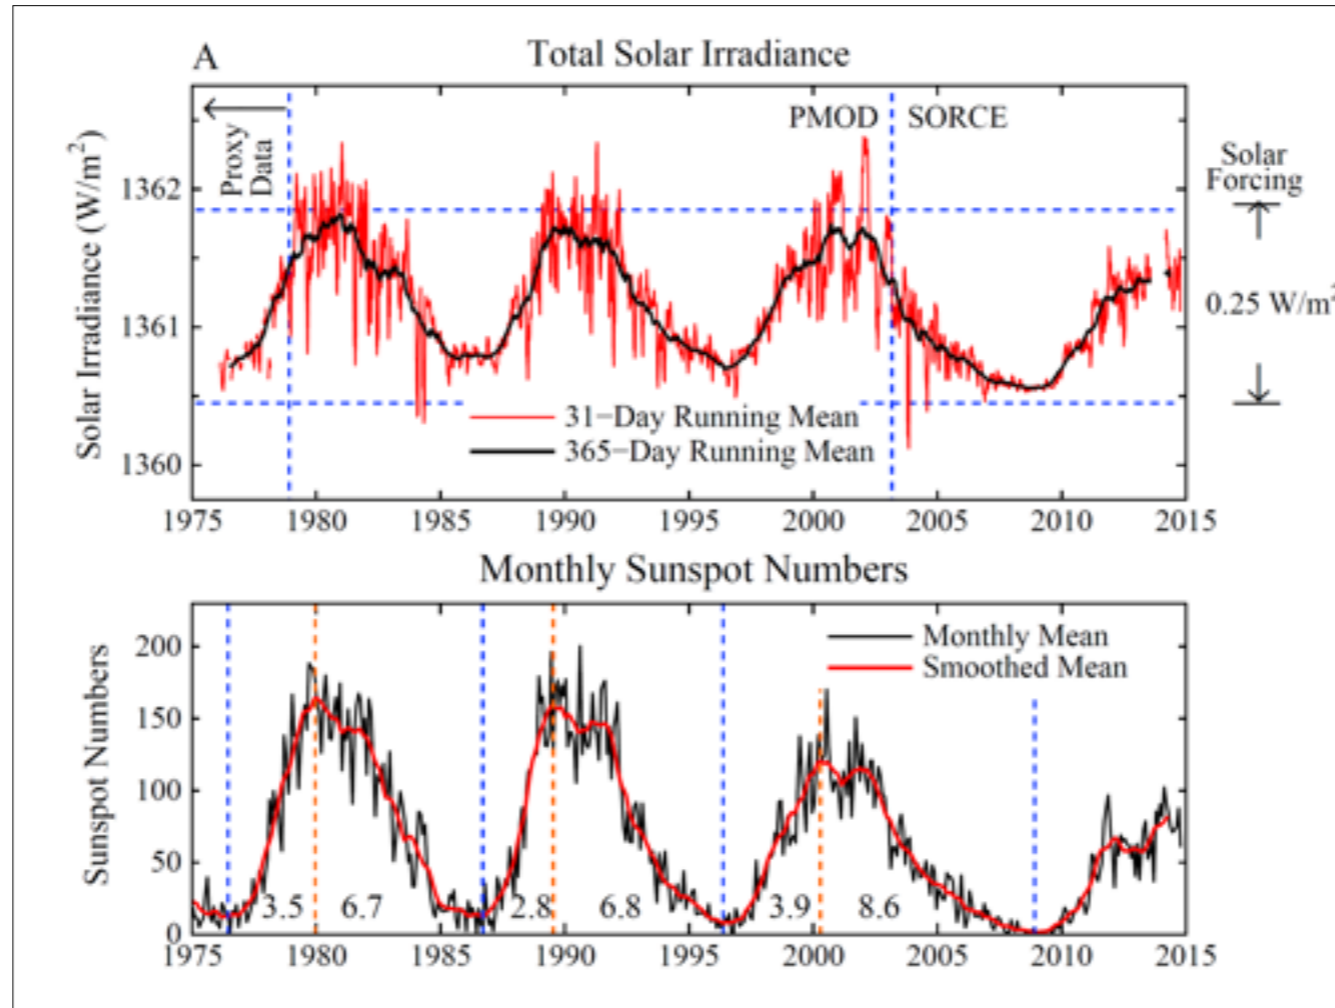 A
Total Solar Irradiance
Proxy
Data
PMOD
SORCE
Solar
Forcing
0.25 W/m²
Solar Irradiance (W/m²)
1362
1361
1360
31−Day Running Mean
365−Day Running Mean
1975 1980 1985 1990 1995 2000 2005 2010 2015
Monthly Sunspot Numbers
Sunspot Numbers
Monthly Mean
Smoothed Mean
200
150
100
50
0
3.5 6.7 2.8 6.8 3.9 8.6
1975 1980 1985 1990 1995 2000 2005 2010 2015